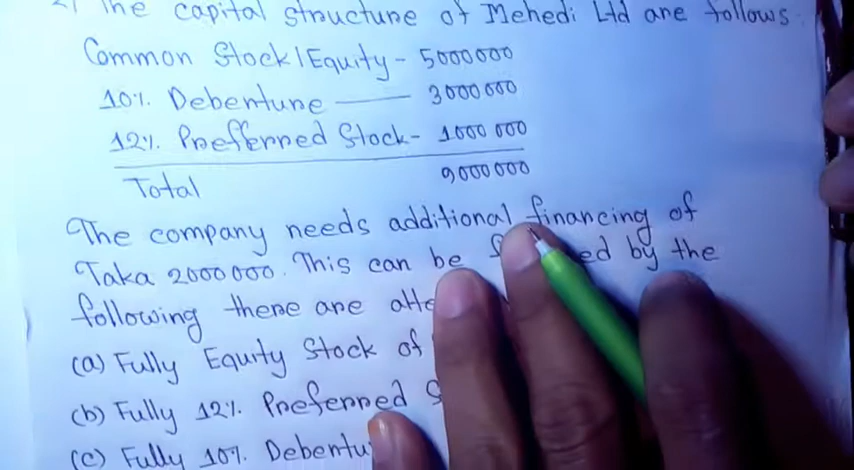 The capital structure of Mehedi Ltd are follows.
Common Stock/Equity - 5000000
10% Debenture — 3000000
12% Preferred Stock - 1000000
Total 9000000
The company needs additional financing of
Taka 2000000. This can be by the
following there are
(a) Fully Equity Stock of
(b) Fully 12% Preferred
(c) Fully 10%